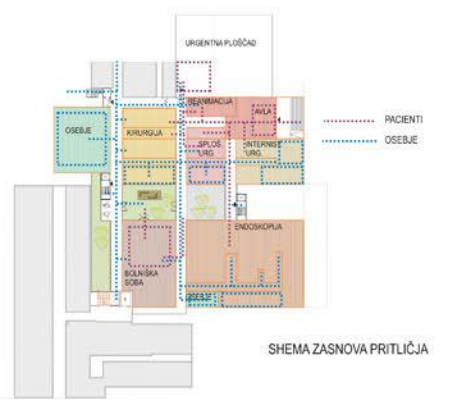 URGENTNA PLOŠČAD
REANIMACIJA
AVLA
OSEBJE
KIRURGIJA
SPLOŠ.
URG.
INTERNIST.
URG.
PACIENTI
OSEBJE
ENDOSKOPIJA
BOLNIŠKA
SOBA
OSEBJE
SHEMA ZASNOVA PRITLIČJA